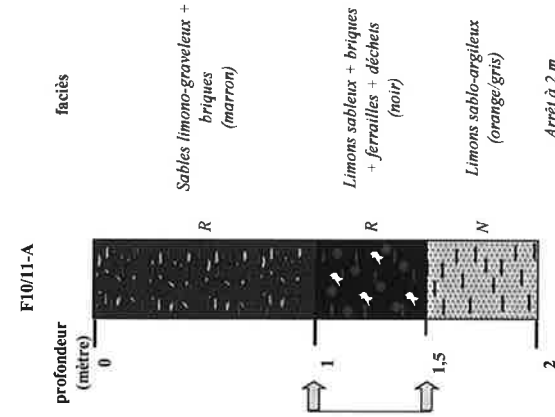 F10/11-A
profondeur
(mètre)
faciès
0
R
Sables limono-graveleux +
briques
(marron)
1
R
Limons sableux + briques
+ ferrailles + déchets
(noir)
1,5
N
Limons sablo-argileux
(orange/gris)
2
Arrêt à 2 m